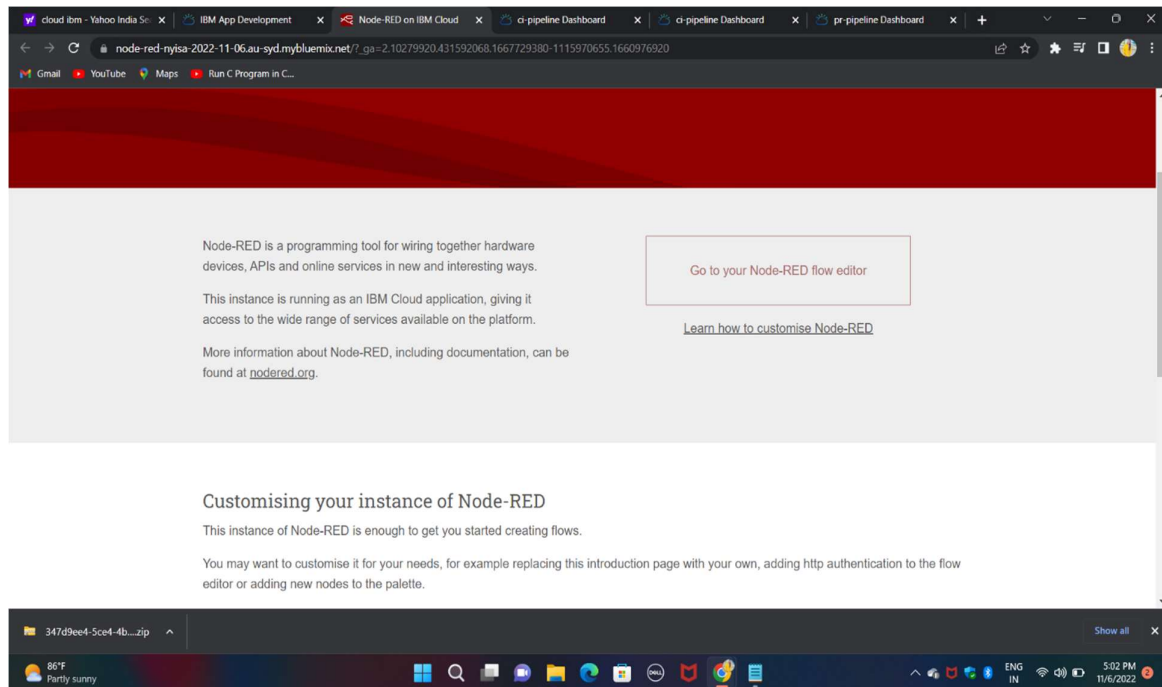 cloud ibm - Yahoo India Se
IBM App Development
Node-RED on IBM Cloud
ci-pipeline Dashboard
ci-pipeline Dashboard
pr-pipeline Dashboard
node-red-nyisa-2022-11-06.au-syd.mybluemix.net/?_ga=2.10279920.431592068.1667729380-1115970655.1660976920
Gmail
YouTube
Maps
Run C Program in C...
Node-RED is a programming tool for wiring together hardware
devices, APIs and online services in new and interesting ways.
This instance is running as an IBM Cloud application, giving it
access to the wide range of services available on the platform.
More information about Node-RED, including documentation, can be
found at nodered.org.
Go to your Node-RED flow editor
Learn how to customise Node-RED
Customising your instance of Node-RED
This instance of Node-RED is enough to get you started creating flows.
You may want to customise it for your needs, for example replacing this introduction page with your own, adding http authentication to the flow
editor or adding new nodes to the palette.
347d9ee4-5ce4-4b....zip
Show all
86°F
Partly sunny
DELL
ENG
IN
5:02 PM
11/6/2022
2